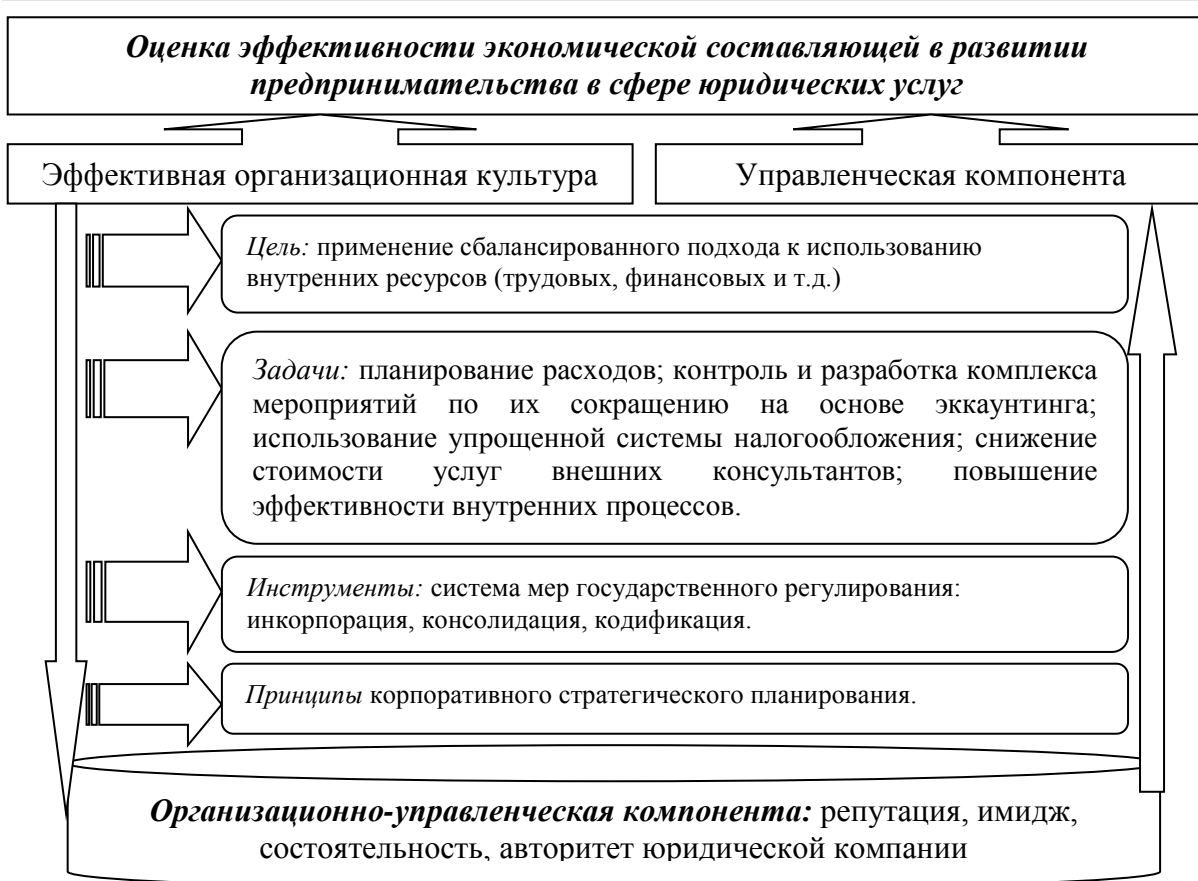 Оценка эффективности экономической составляющей в развитии
предпринимательства в сфере юридических услуг
Эффективная организационная культура
Управленческая компонента
Цель: применение сбалансированного подхода к использованию
внутренних ресурсов (трудовых, финансовых и т.д.)
Задачи: планирование расходов; контроль и разработка комплекса
мероприятий по их сокращению на основе эккаунтинга;
использование упрощенной системы налогообложения; снижение
стоимости услуг внешних консультантов; повышение
эффективности внутренних процессов.
Инструменты: система мер государственного регулирования:
инкорпорация, консолидация, кодификация.
Принципы корпоративного стратегического планирования.
Организационно-управленческая компонента: репутация, имидж,
состоятельность, авторитет юридической компании